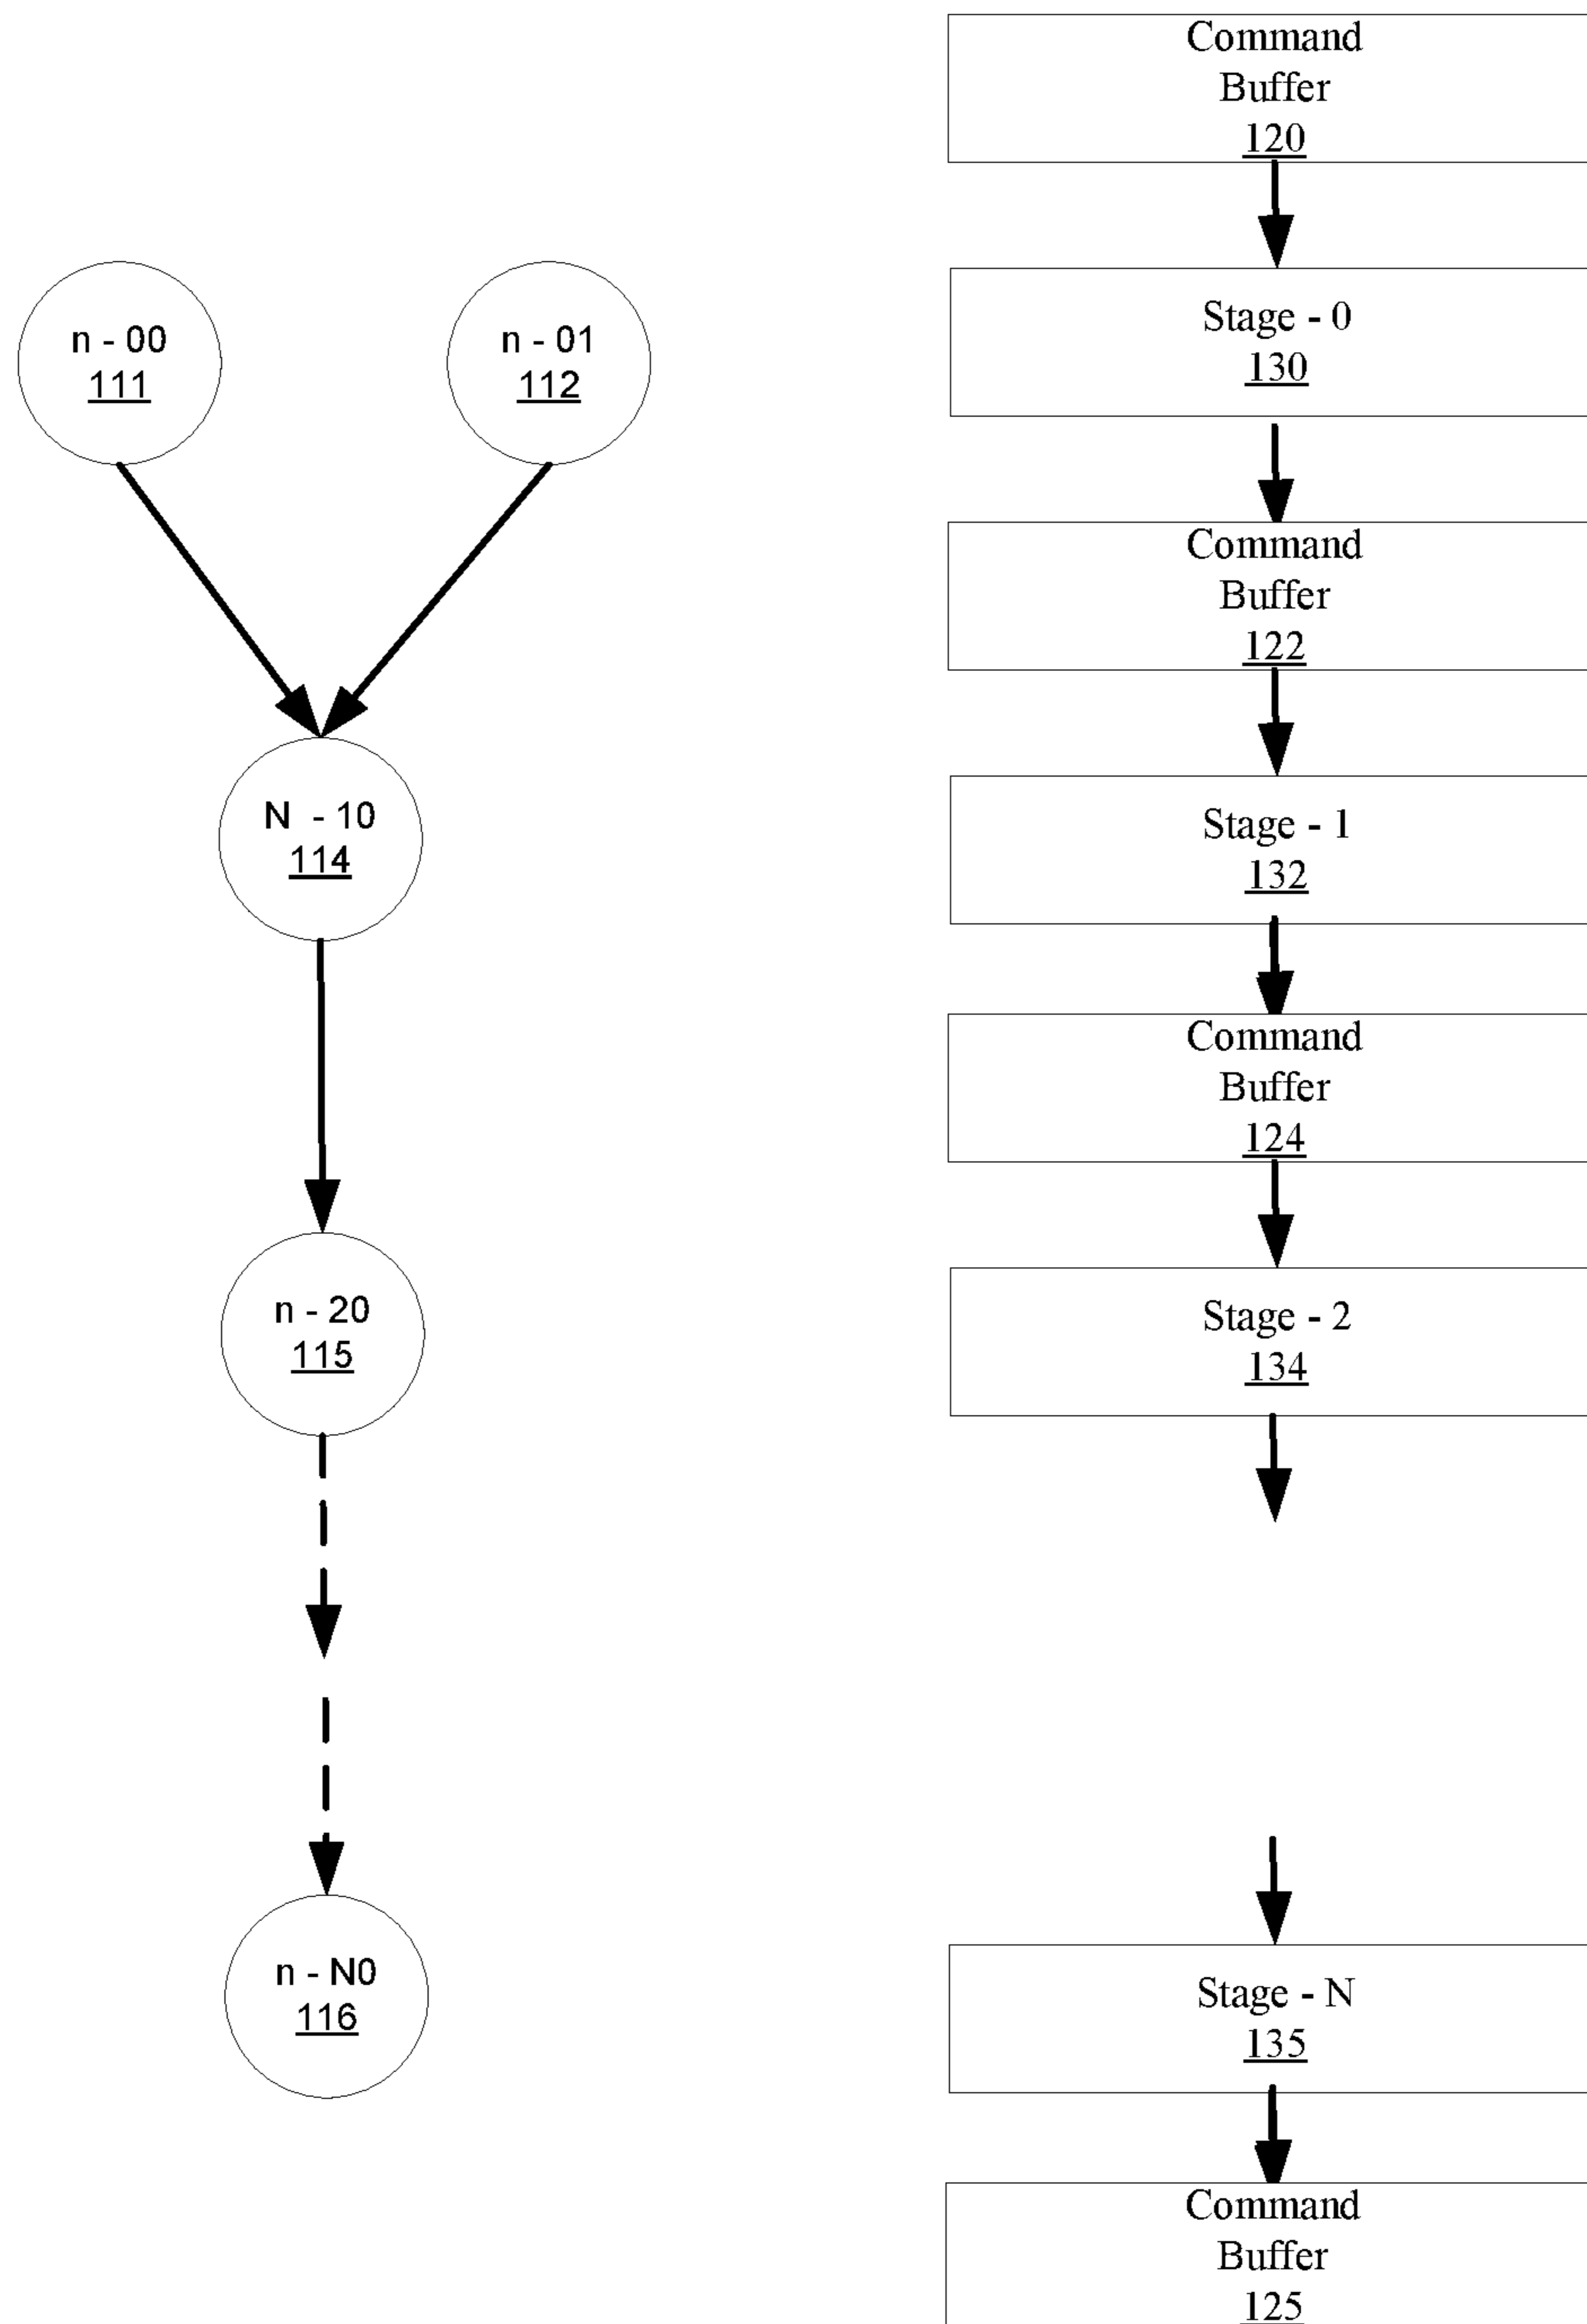 Command
Buffer
120
n - 00
111
n - 01
112
Stage - 0
130
Command
Buffer
122
N - 10
114
Stage - 1
132
Command
Buffer
124
n - 20
115
Stage - 2
134
n - N0
116
Stage - N
135
Command
Buffer
125